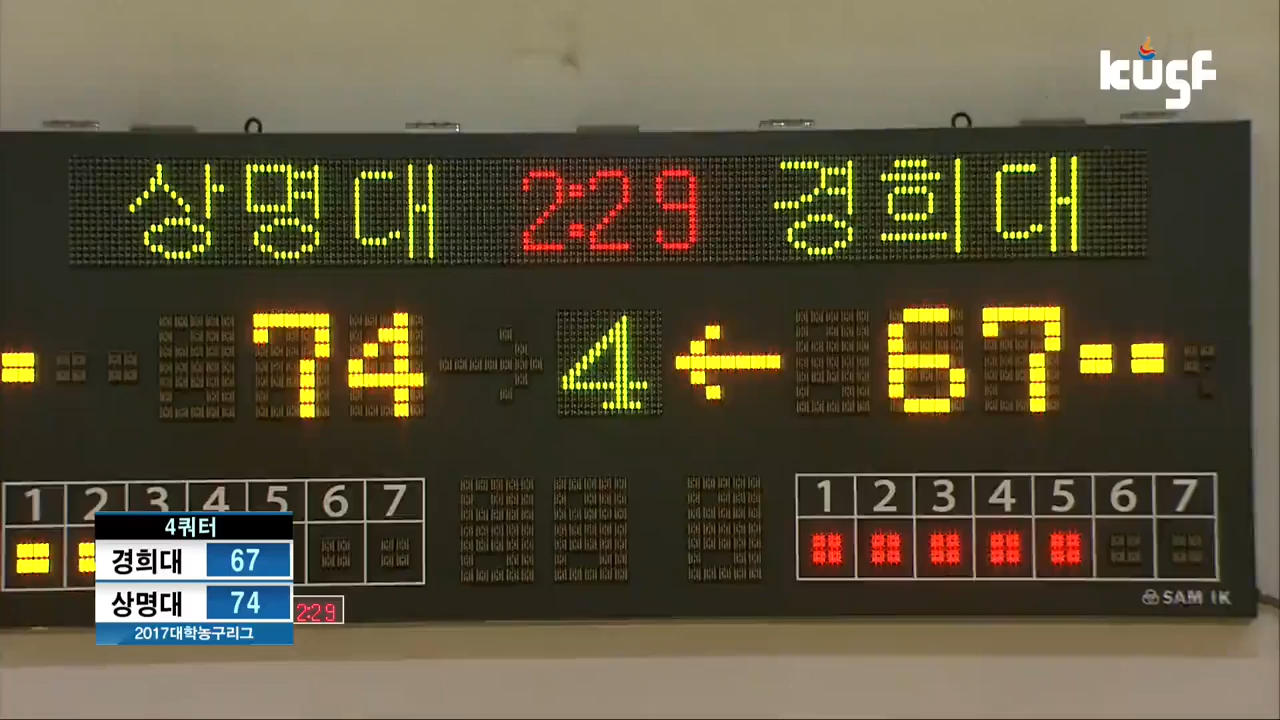 kusf
상명대 2:29 경희대
74 4 67
1 2 3 4 5 6 7
1 2 3 4 5 6 7
SAM IK
4쿼터
경희대 67
상명대 74
2:29
2017대학농구리그